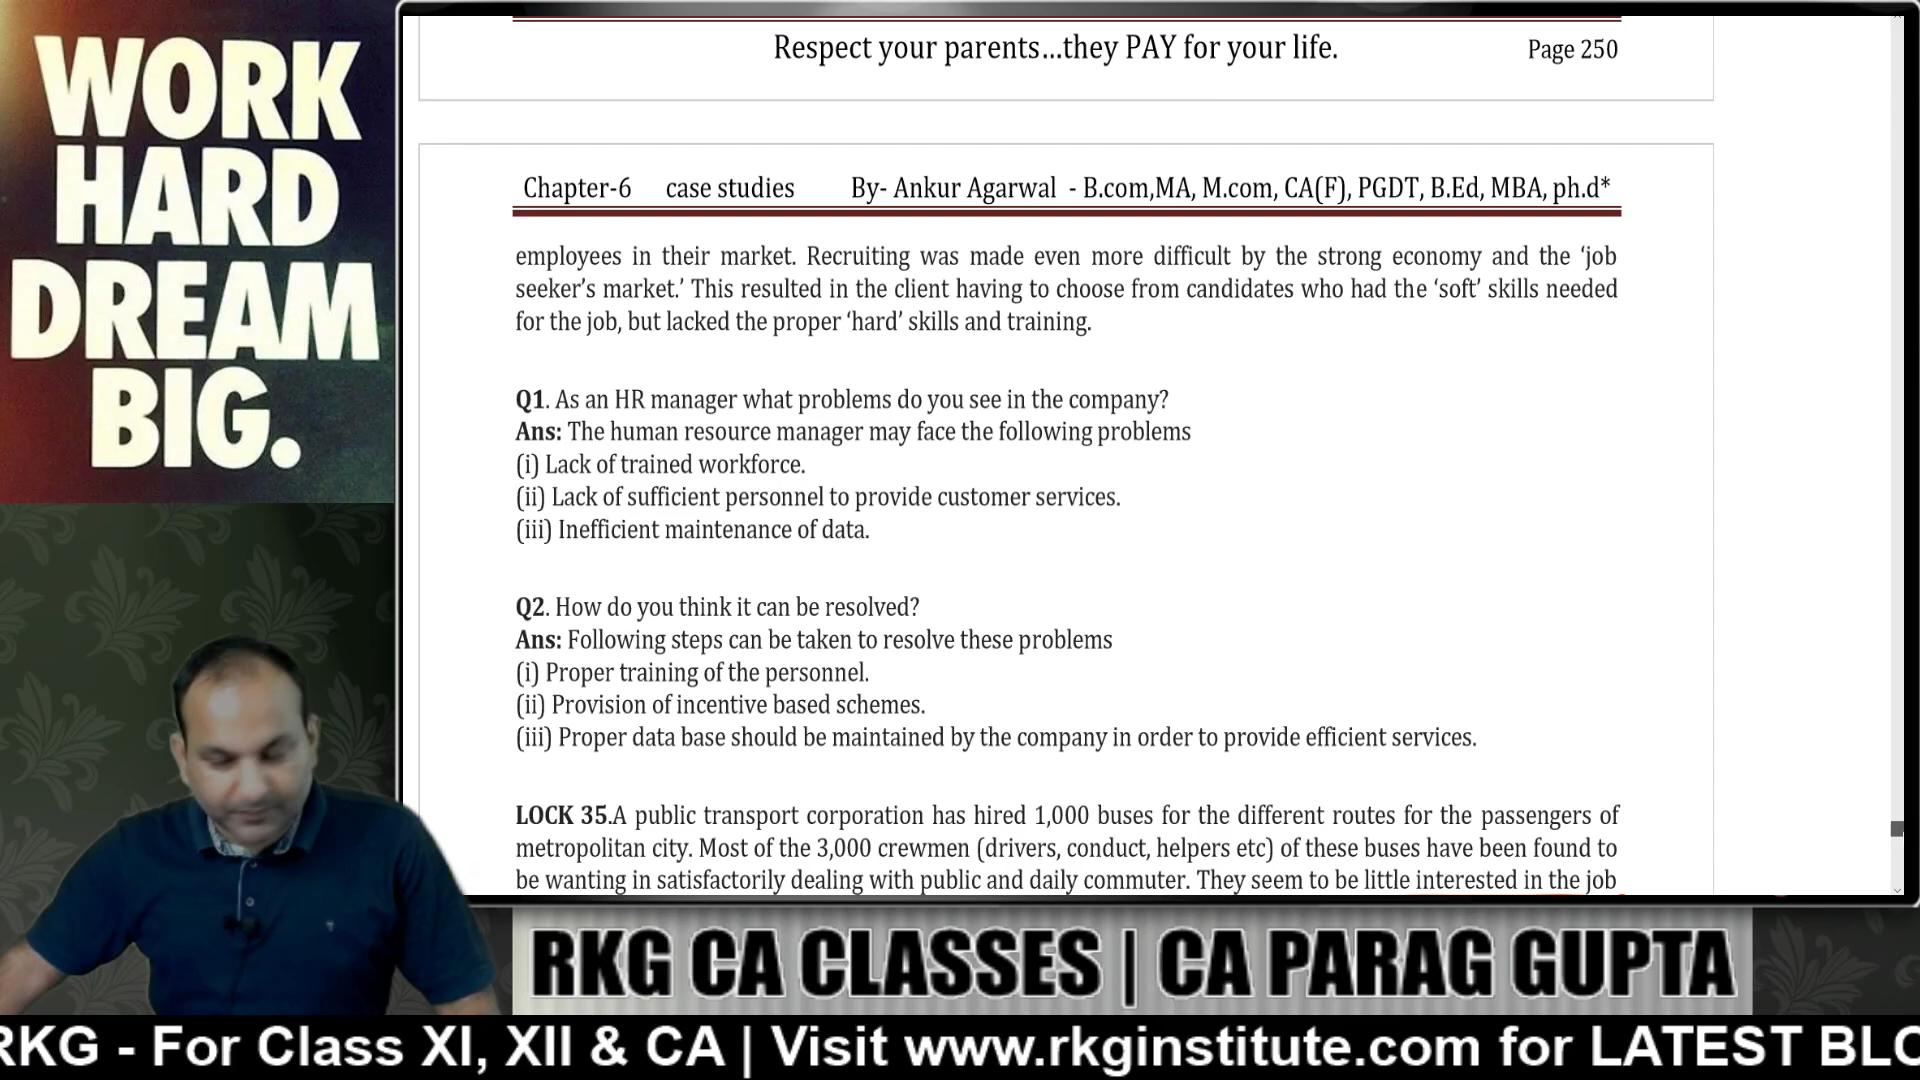 WORK
HARD
DREAM
BIG.
Respect your parents...they PAY for your life. Page 250
Chapter-6 case studies By- Ankur Agarwal - B.com,MA, M.com, CA(F), PGDT, B.Ed, MBA, ph.d*
employees in their market. Recruiting was made even more difficult by the strong economy and the ‘job
seeker’s market.’ This resulted in the client having to choose from candidates who had the ‘soft’ skills needed
for the job, but lacked the proper ‘hard’ skills and training.
Q1. As an HR manager what problems do you see in the company?
Ans: The human resource manager may face the following problems
(i) Lack of trained workforce.
(ii) Lack of sufficient personnel to provide customer services.
(iii) Inefficient maintenance of data.
Q2. How do you think it can be resolved?
Ans: Following steps can be taken to resolve these problems
(i) Proper training of the personnel.
(ii) Provision of incentive based schemes.
(iii) Proper data base should be maintained by the company in order to provide efficient services.
LOCK 35.A public transport corporation has hired 1,000 buses for the different routes for the passengers of
metropolitan city. Most of the 3,000 crewmen (drivers, conduct, helpers etc) of these buses have been found to
be wanting in satisfactorily dealing with public and daily commuter. They seem to be little interested in the job
RKG CA CLASSES | CA PARAG GUPTA
RKG - For Class XI, XII & CA | Visit www.rkginstitute.com for LATEST BLO